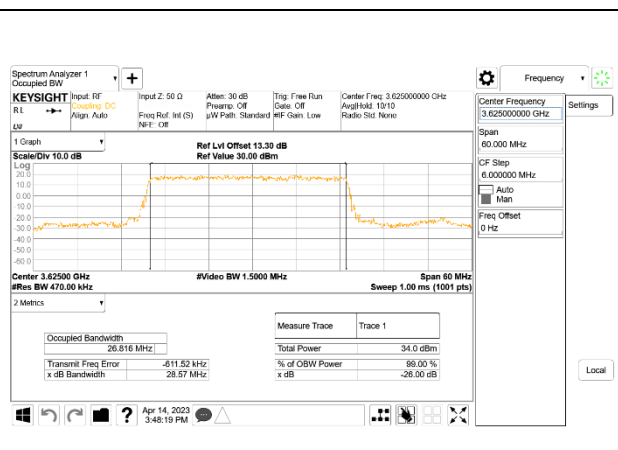 Spectrum Analyzer 1
Occupied BW
Frequency
KEYSIGHT
R L
Input: RF
Coupling: DC
Align: Auto
Input Z: 50 Ω
Freq Ref: Int (S)
NFE: Off
Atten: 30 dB
Preamp: Off
µW Path: Standard
Trig: Free Run
Gate: Off
#IF Gain: Low
Center Freq: 3.625000000 GHz
Avg|Hold: 10/10
Radio Std: None
1 Graph
Scale/Div 10.0 dB
Ref Lvl Offset 13.30 dB
Ref Value 30.00 dBm
Log
20.0
10.0
0.00
-10.0
-20.0
-30.0
-40.0
-50.0
-60.0
Center 3.62500 GHz
#Res BW 470.00 kHz
#Video BW 1.5000 MHz
Span 60 MHz
Sweep 1.00 ms (1001 pts)
2 Metrics
Occupied Bandwidth
26.816 MHz
Transmit Freq Error -611.52 kHz
x dB Bandwidth 28.57 MHz
Measure Trace Trace 1
Total Power 34.0 dBm
% of OBW Power 99.00 %
x dB -26.00 dB
Center Frequency
3.625000000 GHz
Span
60.000 MHz
CF Step
6.000000 MHz
Auto
Man
Freq Offset
0 Hz
Settings
Local
Apr 14, 2023
3:48:19 PM